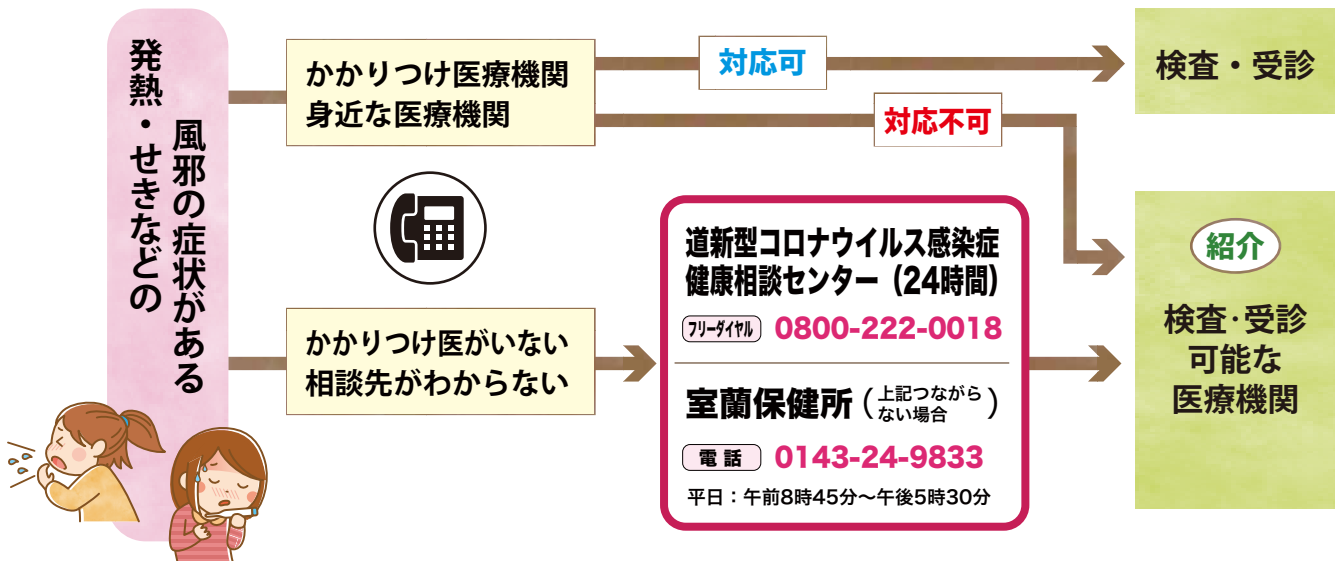 発熱・せきなどの
風邪の症状がある
かかりつけ医療機関
身近な医療機関
対応可
検査・受診
対応不可
かかりつけ医がいない
相談先がわからない
道新型コロナウイルス感染症
健康相談センター（24時間）
フリーダイヤル 0800-222-0018
室蘭保健所（上記つながら
ない場合）
電話 0143-24-9833
平日：午前8時45分〜午後5時30分
紹介
検査・受診
可能な
医療機関